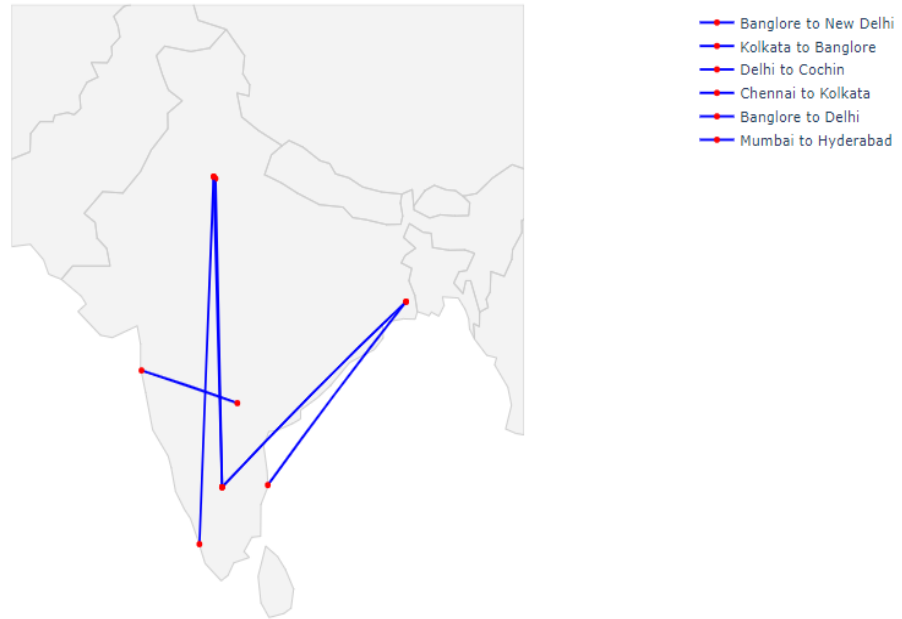 Banglore to New Delhi
Kolkata to Banglore
Delhi to Cochin
Chennai to Kolkata
Banglore to Delhi
Mumbai to Hyderabad